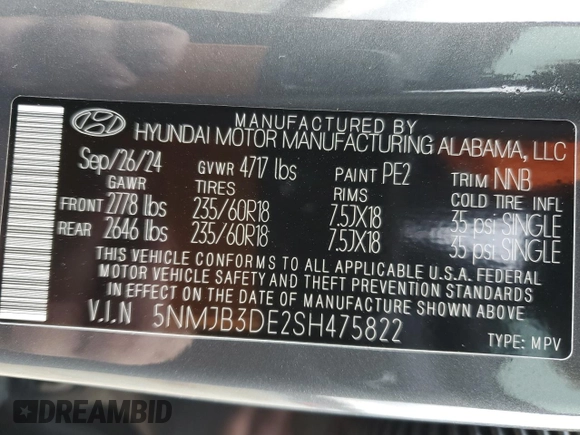 MANUFACTURED BY
HYUNDAI MOTOR MANUFACTURING ALABAMA, LLC
Sep/26/24 GVWR 4717 lbs PAINT PE2 TRIM NNB
GAWR TIRES RIMS COLD TIRE INFL
FRONT 2778 lbs 235/60R18 7.5JX18 35 psi SINGLE
REAR 2646 lbs 235/60R18 7.5JX18 35 psi SINGLE
THIS VEHICLE CONFORMS TO ALL APPLICABLE U.S.A. FEDERAL
MOTOR VEHICLE SAFETY AND THEFT PREVENTION STANDARDS
IN EFFECT ON THE DATE OF MANUFACTURE SHOWN ABOVE
V.I.N 5NMJB3DE2SH475822
TYPE: MPV
DREAMBID